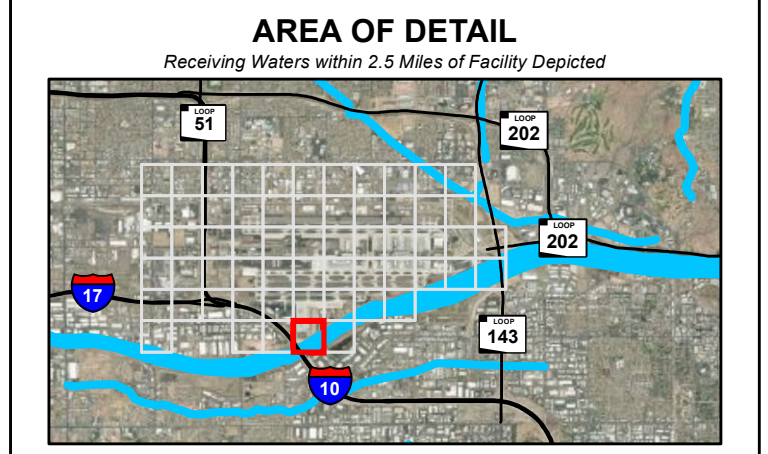 AREA OF DETAIL
Receiving Waters within 2.5 Miles of Facility Depicted
LOOP
51
LOOP
202
LOOP
202
17
LOOP
143
10